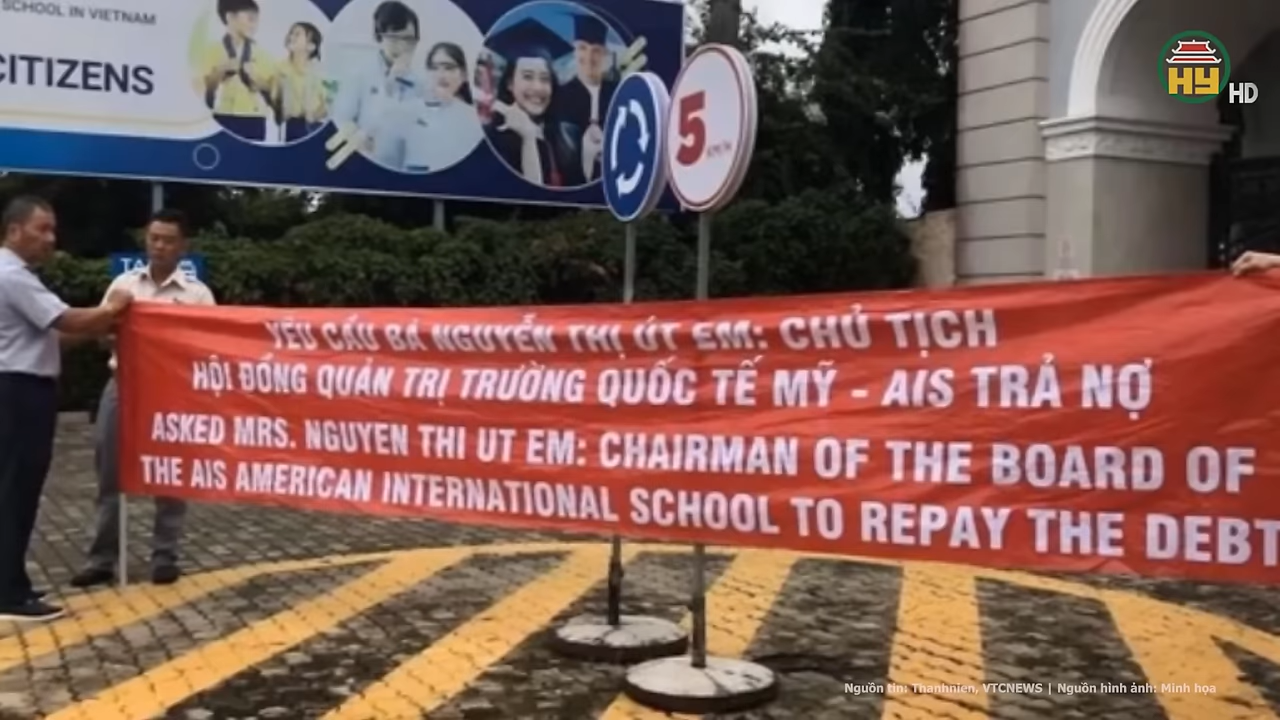 SCHOOL IN VIETNAM
CITIZENS
HY
HD
5
YÊU CẦU BÀ NGUYỄN THỊ ÚT EM: CHỦ TỊCH
HỘI ĐỒNG QUẢN TRỊ TRƯỜNG QUỐC TẾ MỸ - AIS TRẢ NỢ
ASKED MRS. NGUYEN THI UT EM: CHAIRMAN OF THE BOARD OF
THE AIS AMERICAN INTERNATIONAL SCHOOL TO REPAY THE DEBT
Nguồn tin: Thanhnien, VTCNEWS | Nguồn hình ảnh: Minh họa